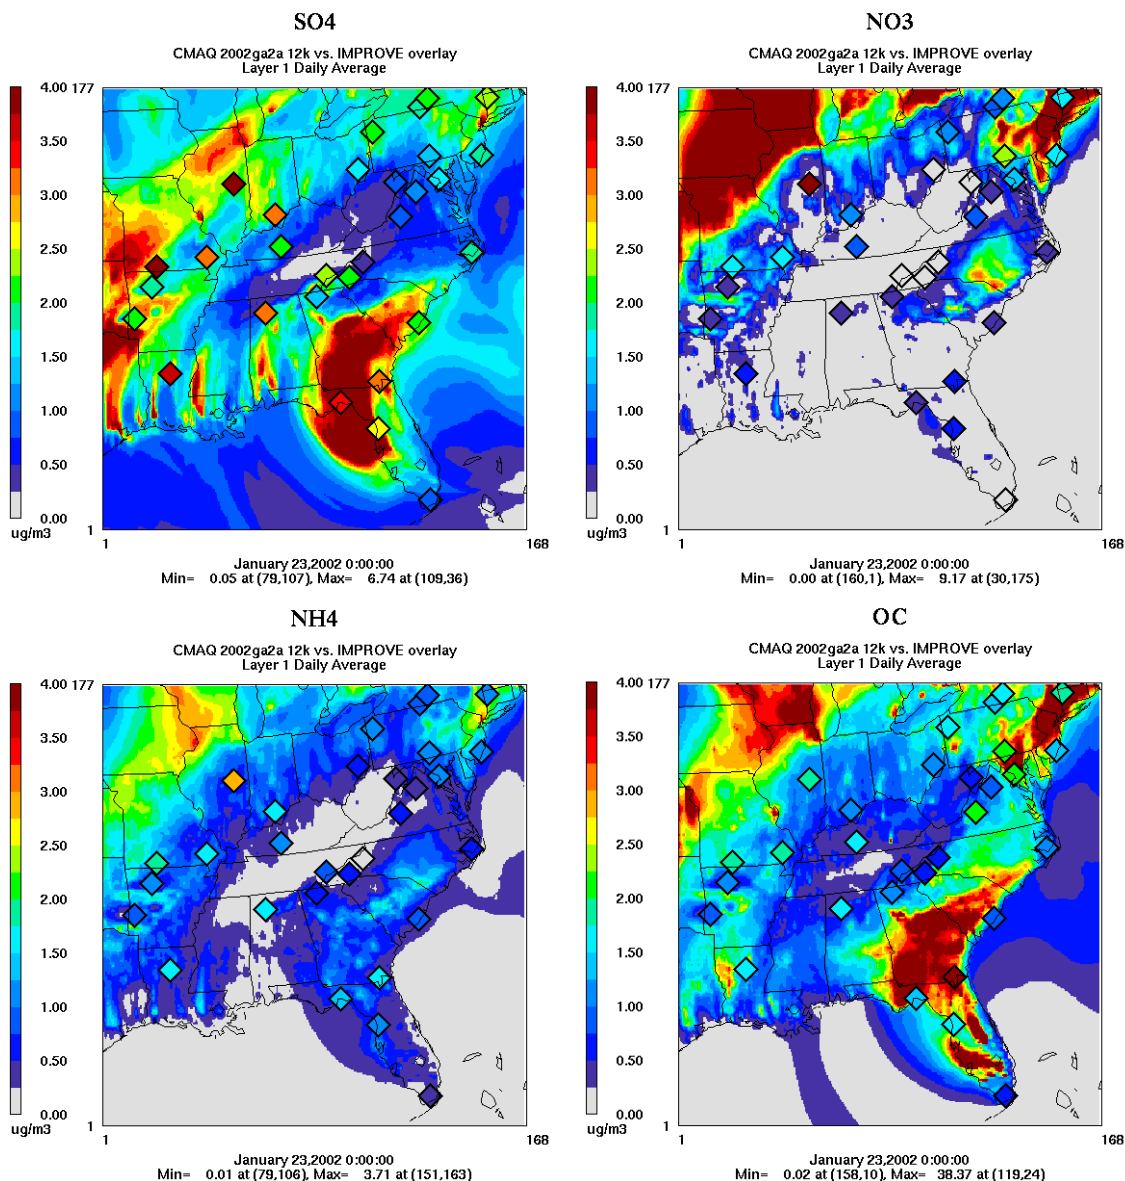 SO4
CMAQ 2002ga2a 12k vs. IMPROVE overlay
Layer 1 Daily Average
4.00 177
3.50
3.00
2.50
2.00
1.50
1.00
0.50
0.00
ug/m3
1
1 168
January 23,2002 0:00:00
Min= 0.05 at (79,107), Max= 6.74 at (109,36)
NO3
CMAQ 2002ga2a 12k vs. IMPROVE overlay
Layer 1 Daily Average
4.00 177
3.50
3.00
2.50
2.00
1.50
1.00
0.50
0.00
ug/m3
1
1 168
January 23,2002 0:00:00
Min= 0.00 at (160,1), Max= 9.17 at (30,175)
NH4
CMAQ 2002ga2a 12k vs. IMPROVE overlay
Layer 1 Daily Average
4.00 177
3.50
3.00
2.50
2.00
1.50
1.00
0.50
0.00
ug/m3
1
1 168
January 23,2002 0:00:00
Min= 0.01 at (79,106), Max= 3.71 at (151,163)
OC
CMAQ 2002ga2a 12k vs. IMPROVE overlay
Layer 1 Daily Average
4.00 177
3.50
3.00
2.50
2.00
1.50
1.00
0.50
0.00
ug/m3
1
1 168
January 23,2002 0:00:00
Min= 0.02 at (158,10), Max= 38.37 at (119,24)